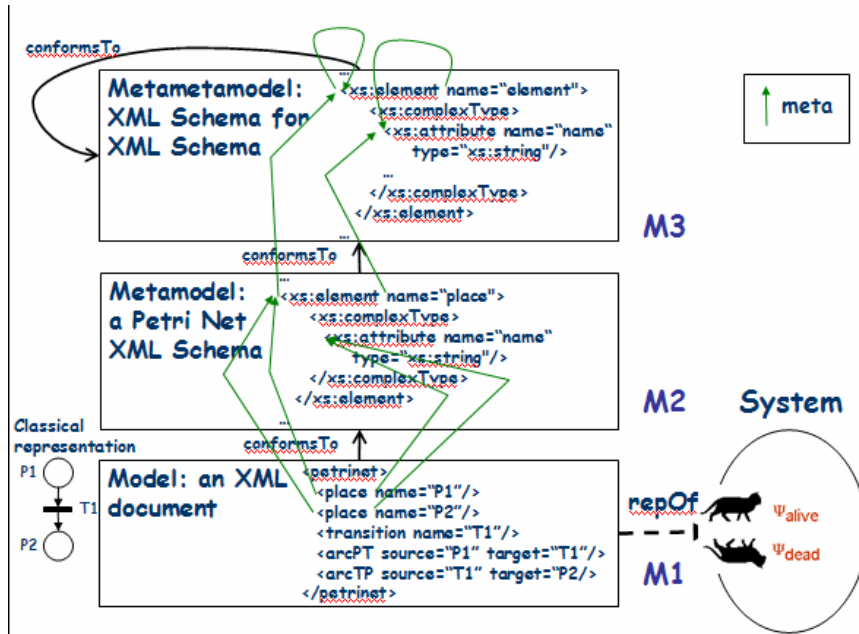 conformsTo
Metametamodel:
XML Schema for
XML Schema
...
<xs:element name=“element”>
<xs:complexType>
<xs:attribute name=“name“
type=“xs:string”/>
...
</xs:complexType>
</xs:element>
...
meta
M3
conformsTo
Metamodel:
a Petri Net
XML Schema
...
<xs:element name=“place”>
<xs:complexType>
<xs:attribute name=“name“
type=“xs:string”/>
</xs:complexType>
</xs:element>
...
M2
System
Classical
representation
P1
T1
P2
conformsTo
Model: an XML
document
<petrinet>
<place name=“P1”/>
<place name=“P2”/>
<transition name=“T1”/>
<arcPT source=“P1” target=“T1”/>
<arcTP source=“T1” target=“P2/>
</petrinet>
repOf
M1
Ψalive
Ψdead